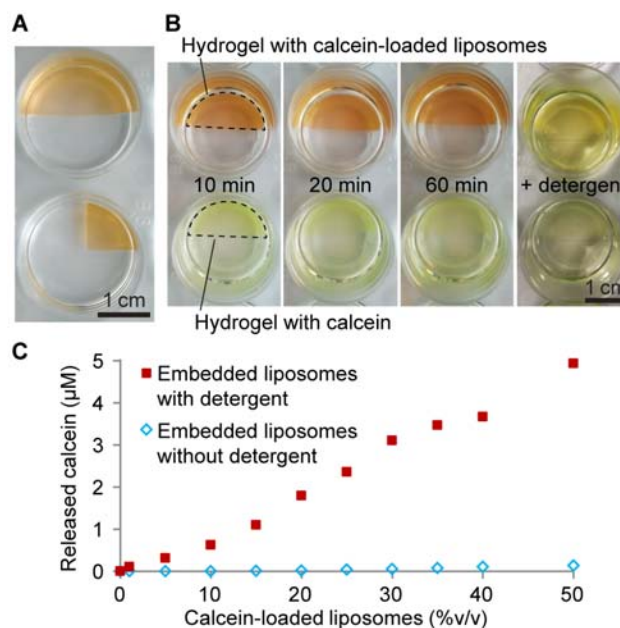 A
B
Hydrogel with calcein-loaded liposomes
10 min
20 min
60 min
+ detergen
1 cm
1 cm
Hydrogel with calcein
C
Released calcein (µM)
5
4
3
2
1
0
Embedded liposomes
with detergent
Embedded liposomes
without detergent
0 10 20 30 40 50
Calcein-loaded liposomes (%v/v)